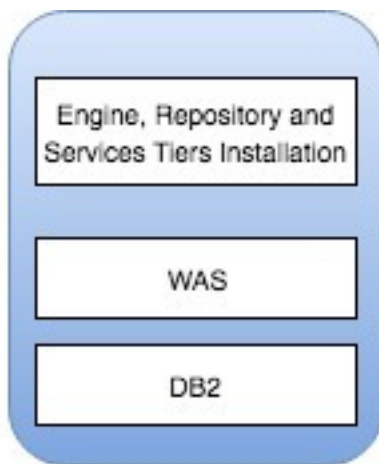 Engine, Repository and
Services Tiers Installation
WAS
DB2